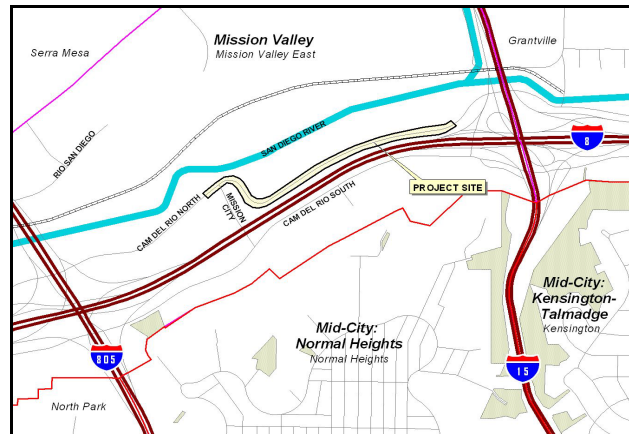 Mission Valley
Mission Valley East
Serra Mesa
Grantville
RIO SAN DIEGO
SAN DIEGO RIVER
8
PROJECT SITE
CAM DEL RIO NORTH
MISSION
CITY
CAM DEL RIO SOUTH
Mid-City:
Kensington-
Talmadge
Kensington
Mid-City:
Normal Heights
Normal Heights
805
15
North Park